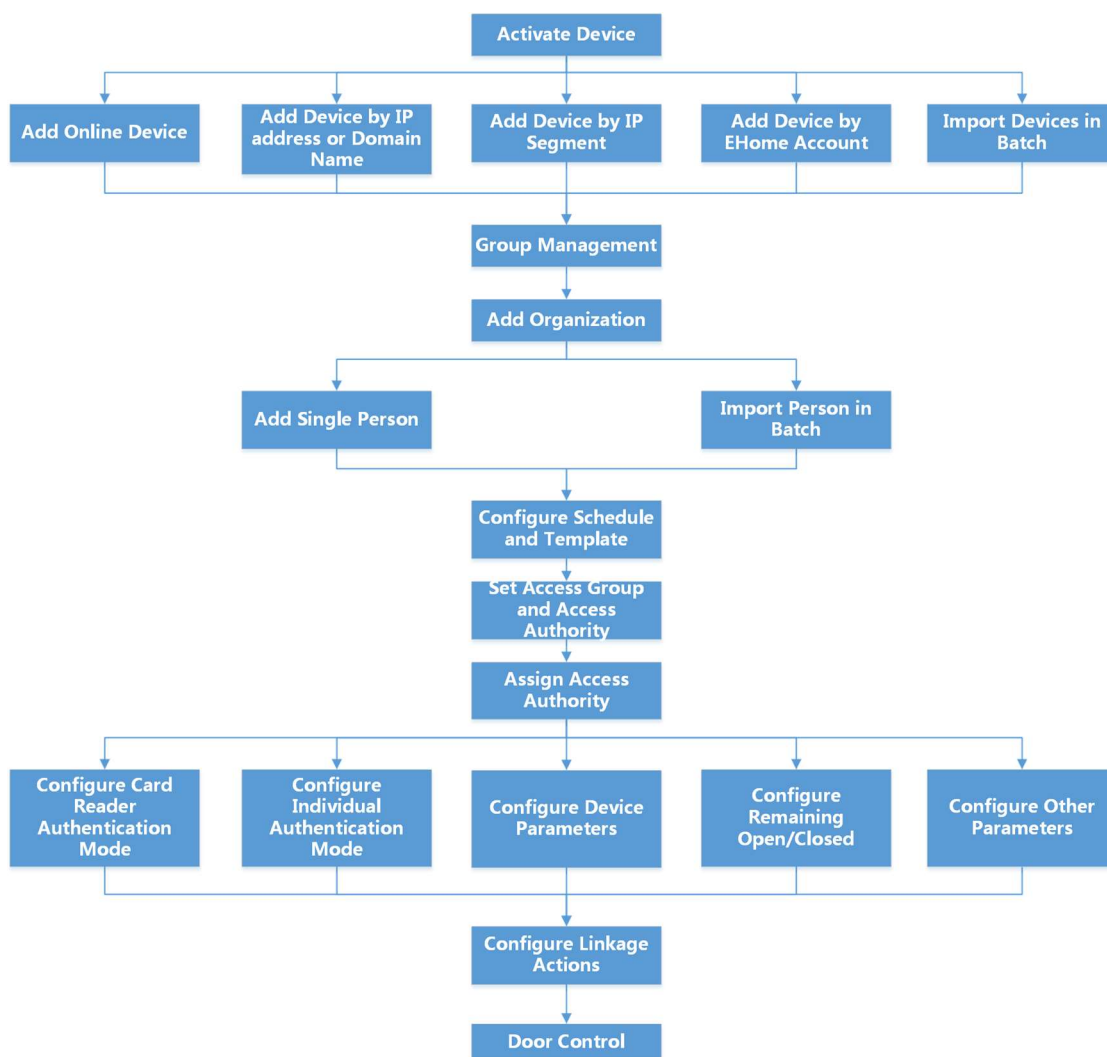 Activate Device
Add Online Device
Add Device by IP
address or Domain
Name
Add Device by IP
Segment
Add Device by
EHome Account
Import Devices in
Batch
Group Management
Add Organization
Add Single Person
Import Person in
Batch
Configure Schedule
and Template
Set Access Group
and Access
Authority
Assign Access
Authority
Configure Card
Reader
Authentication
Mode
Configure
Individual
Authentication
Mode
Configure Device
Parameters
Configure
Remaining
Open/Closed
Configure Other
Parameters
Configure Linkage
Actions
Door Control